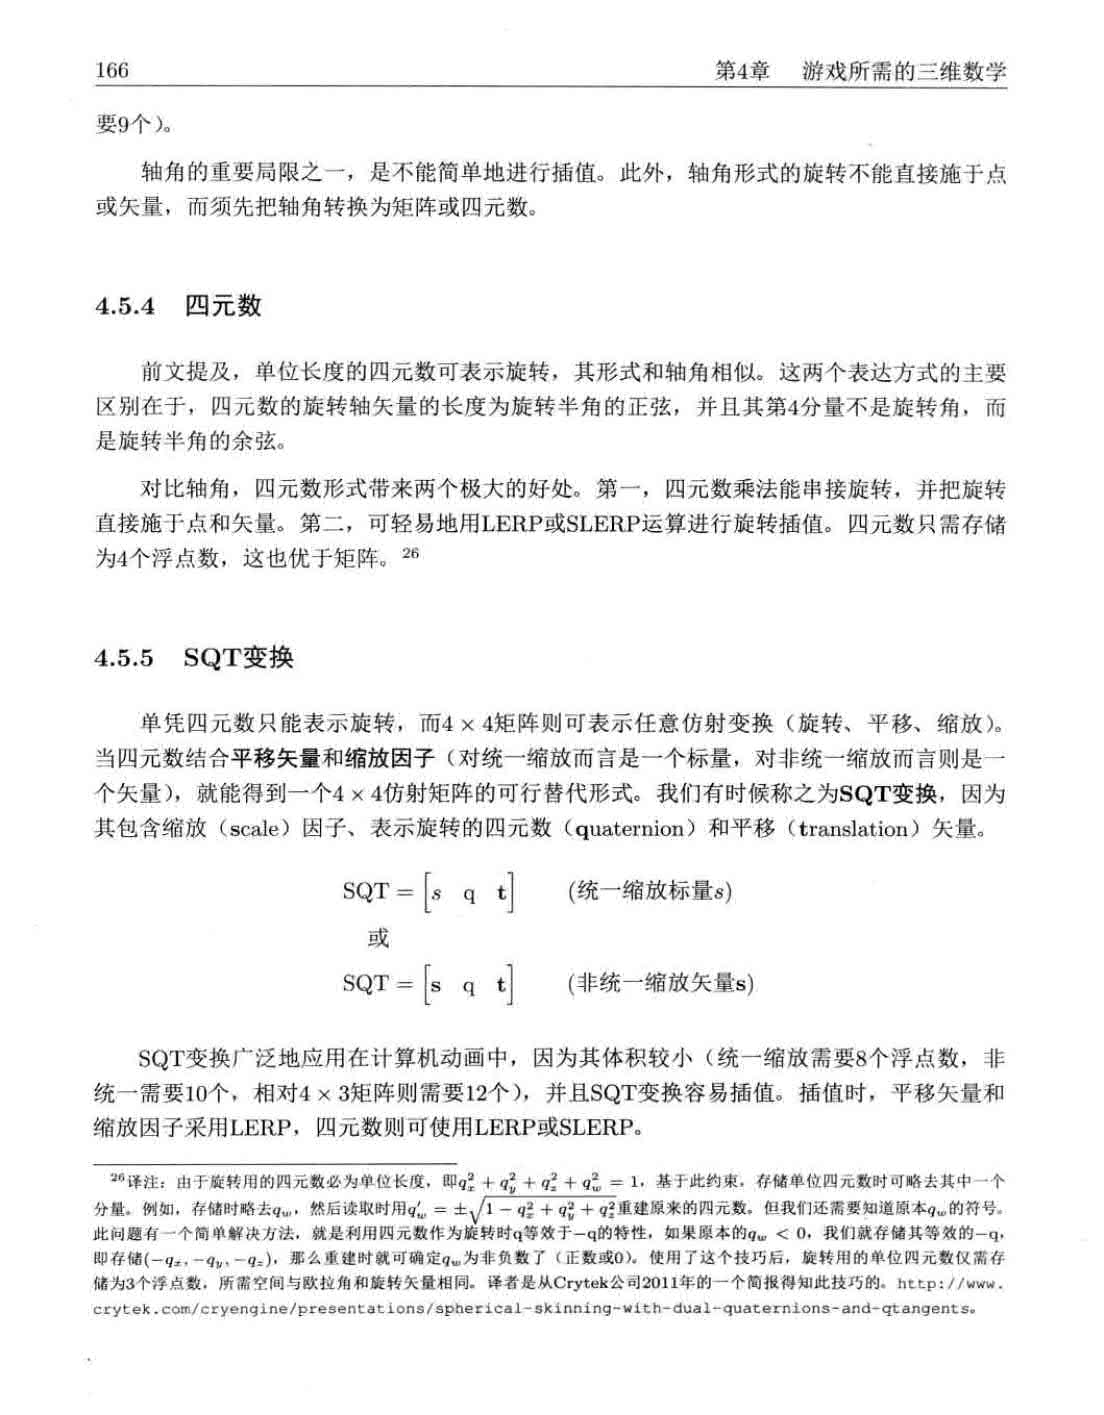 166 第4章 游戏所需的三维数学
要9个）。
轴角的重要局限之一，是不能简单地进行插值。此外，轴角形式的旋转不能直接施于点
或矢量，而须先把轴角转换为矩阵或四元数。
4.5.4 四元数
前文提及，单位长度的四元数可表示旋转，其形式和轴角相似。这两个表达方式的主要
区别在于，四元数的旋转轴矢量的长度为旋转半角的正弦，并且其第4分量不是旋转角，而
是旋转半角的余弦。
对比轴角，四元数形式带来两个极大的好处。第一，四元数乘法能串接旋转，并把旋转
直接施于点和矢量。第二，可轻易地用LERP或SLERP运算进行旋转插值。四元数只需存储
为4个浮点数，这也优于矩阵。26
4.5.5 SQT变换
单凭四元数只能表示旋转，而4 × 4矩阵则可表示任意仿射变换（旋转、平移、缩放）。
当四元数结合平移矢量和缩放因子（对统一缩放而言是一个标量，对非统一缩放而言则是一
个矢量），就能得到一个4 × 4仿射矩阵的可行替代形式。我们有时候称之为SQT变换，因为
其包含缩放（scale）因子、表示旋转的四元数（quaternion）和平移（translation）矢量。
SQT = [s q t] (统一缩放标量s)
或
SQT = [s q t] (非统一缩放矢量s)
SQT变换广泛地应用在计算机动画中，因为其体积较小（统一缩放需要8个浮点数，非
统一需要10个，相对4 × 3矩阵则需要12个），并且SQT变换容易插值。插值时，平移矢量和
缩放因子采用LERP，四元数则可使用LERP或SLERP。
26译注：由于旋转用的四元数必为单位长度，即q_x^2 + q_y^2 + q_z^2 + q_w^2 = 1，基于此约束，存储单位四元数时可略去其中一个
分量。例如，存储时略去q_w，然后读取时用q'_w = ±√(1 − q_x^2 + q_y^2 + q_z^2)重建原来的四元数。但我们还需要知道原本q_w的符号。
此问题有一个简单解决方法，就是利用四元数作为旋转时q等效于−q的特性，如果原本的q_w < 0，我们就存储其等效的−q，
即存储(−q_x, −q_y, −q_z)，那么重建时就可确定q_w为非负数了（正数或0）。使用了这个技巧后，旋转用的单位四元数仅需存
储为3个浮点数，所需空间与欧拉角和旋转矢量相同。译者是从Crytek公司2011年的一个简报得知此技巧的。http://www.
crytek.com/cryengine/presentations/spherical-skinning-with-dual-quaternions-and-qtangents。